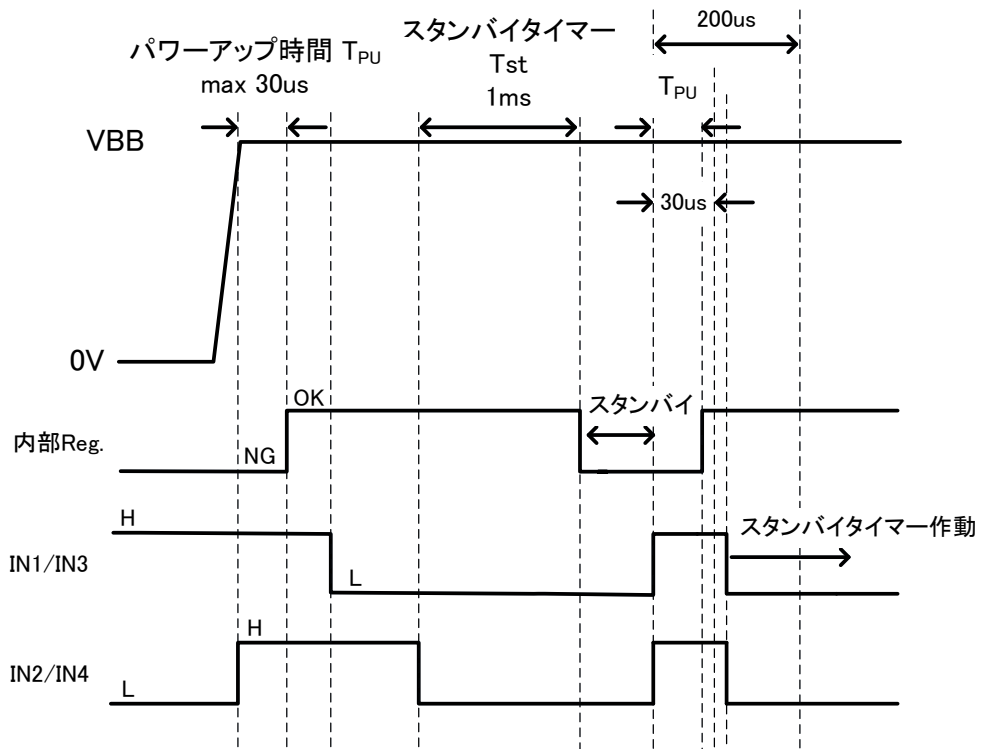 200us
パワーアップ時間 TPU
max 30us
スタンバイタイマー
Tst
1ms
TPU
VBB
30us
0V
OK
スタンバイ
内部Reg.
NG
H
スタンバイタイマー作動
IN1/IN3
L
H
IN2/IN4
L